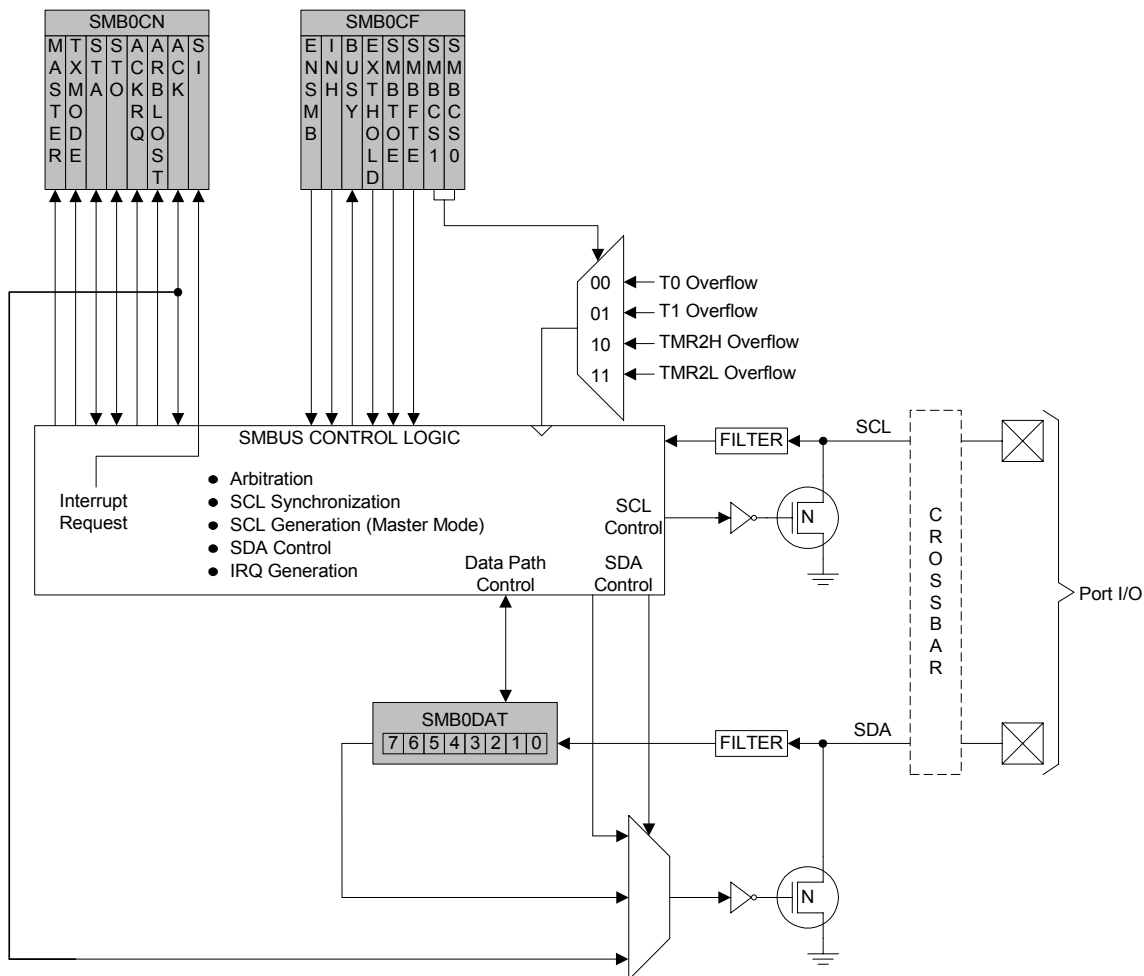 SMB0CN
MASTER
TXMODE
STA
STO
ACKRQ
ARBLOST
ACK
SI
SMB0CF
ENSMB
INH
BUSY
EXTHOLD
SMBTOE
SMBFTE
SMBCS1
SMBCS0
00 T0 Overflow
01 T1 Overflow
10 TMR2H Overflow
11 TMR2L Overflow
SMBUS CONTROL LOGIC
Interrupt
Request
● Arbitration
● SCL Synchronization
● SCL Generation (Master Mode)
● SDA Control
● IRQ Generation
Data Path
Control
SCL
Control
SDA
Control
FILTER
SCL
N
CROSSBAR
Port I/O
SMB0DAT
7 6 5 4 3 2 1 0
FILTER
SDA
N